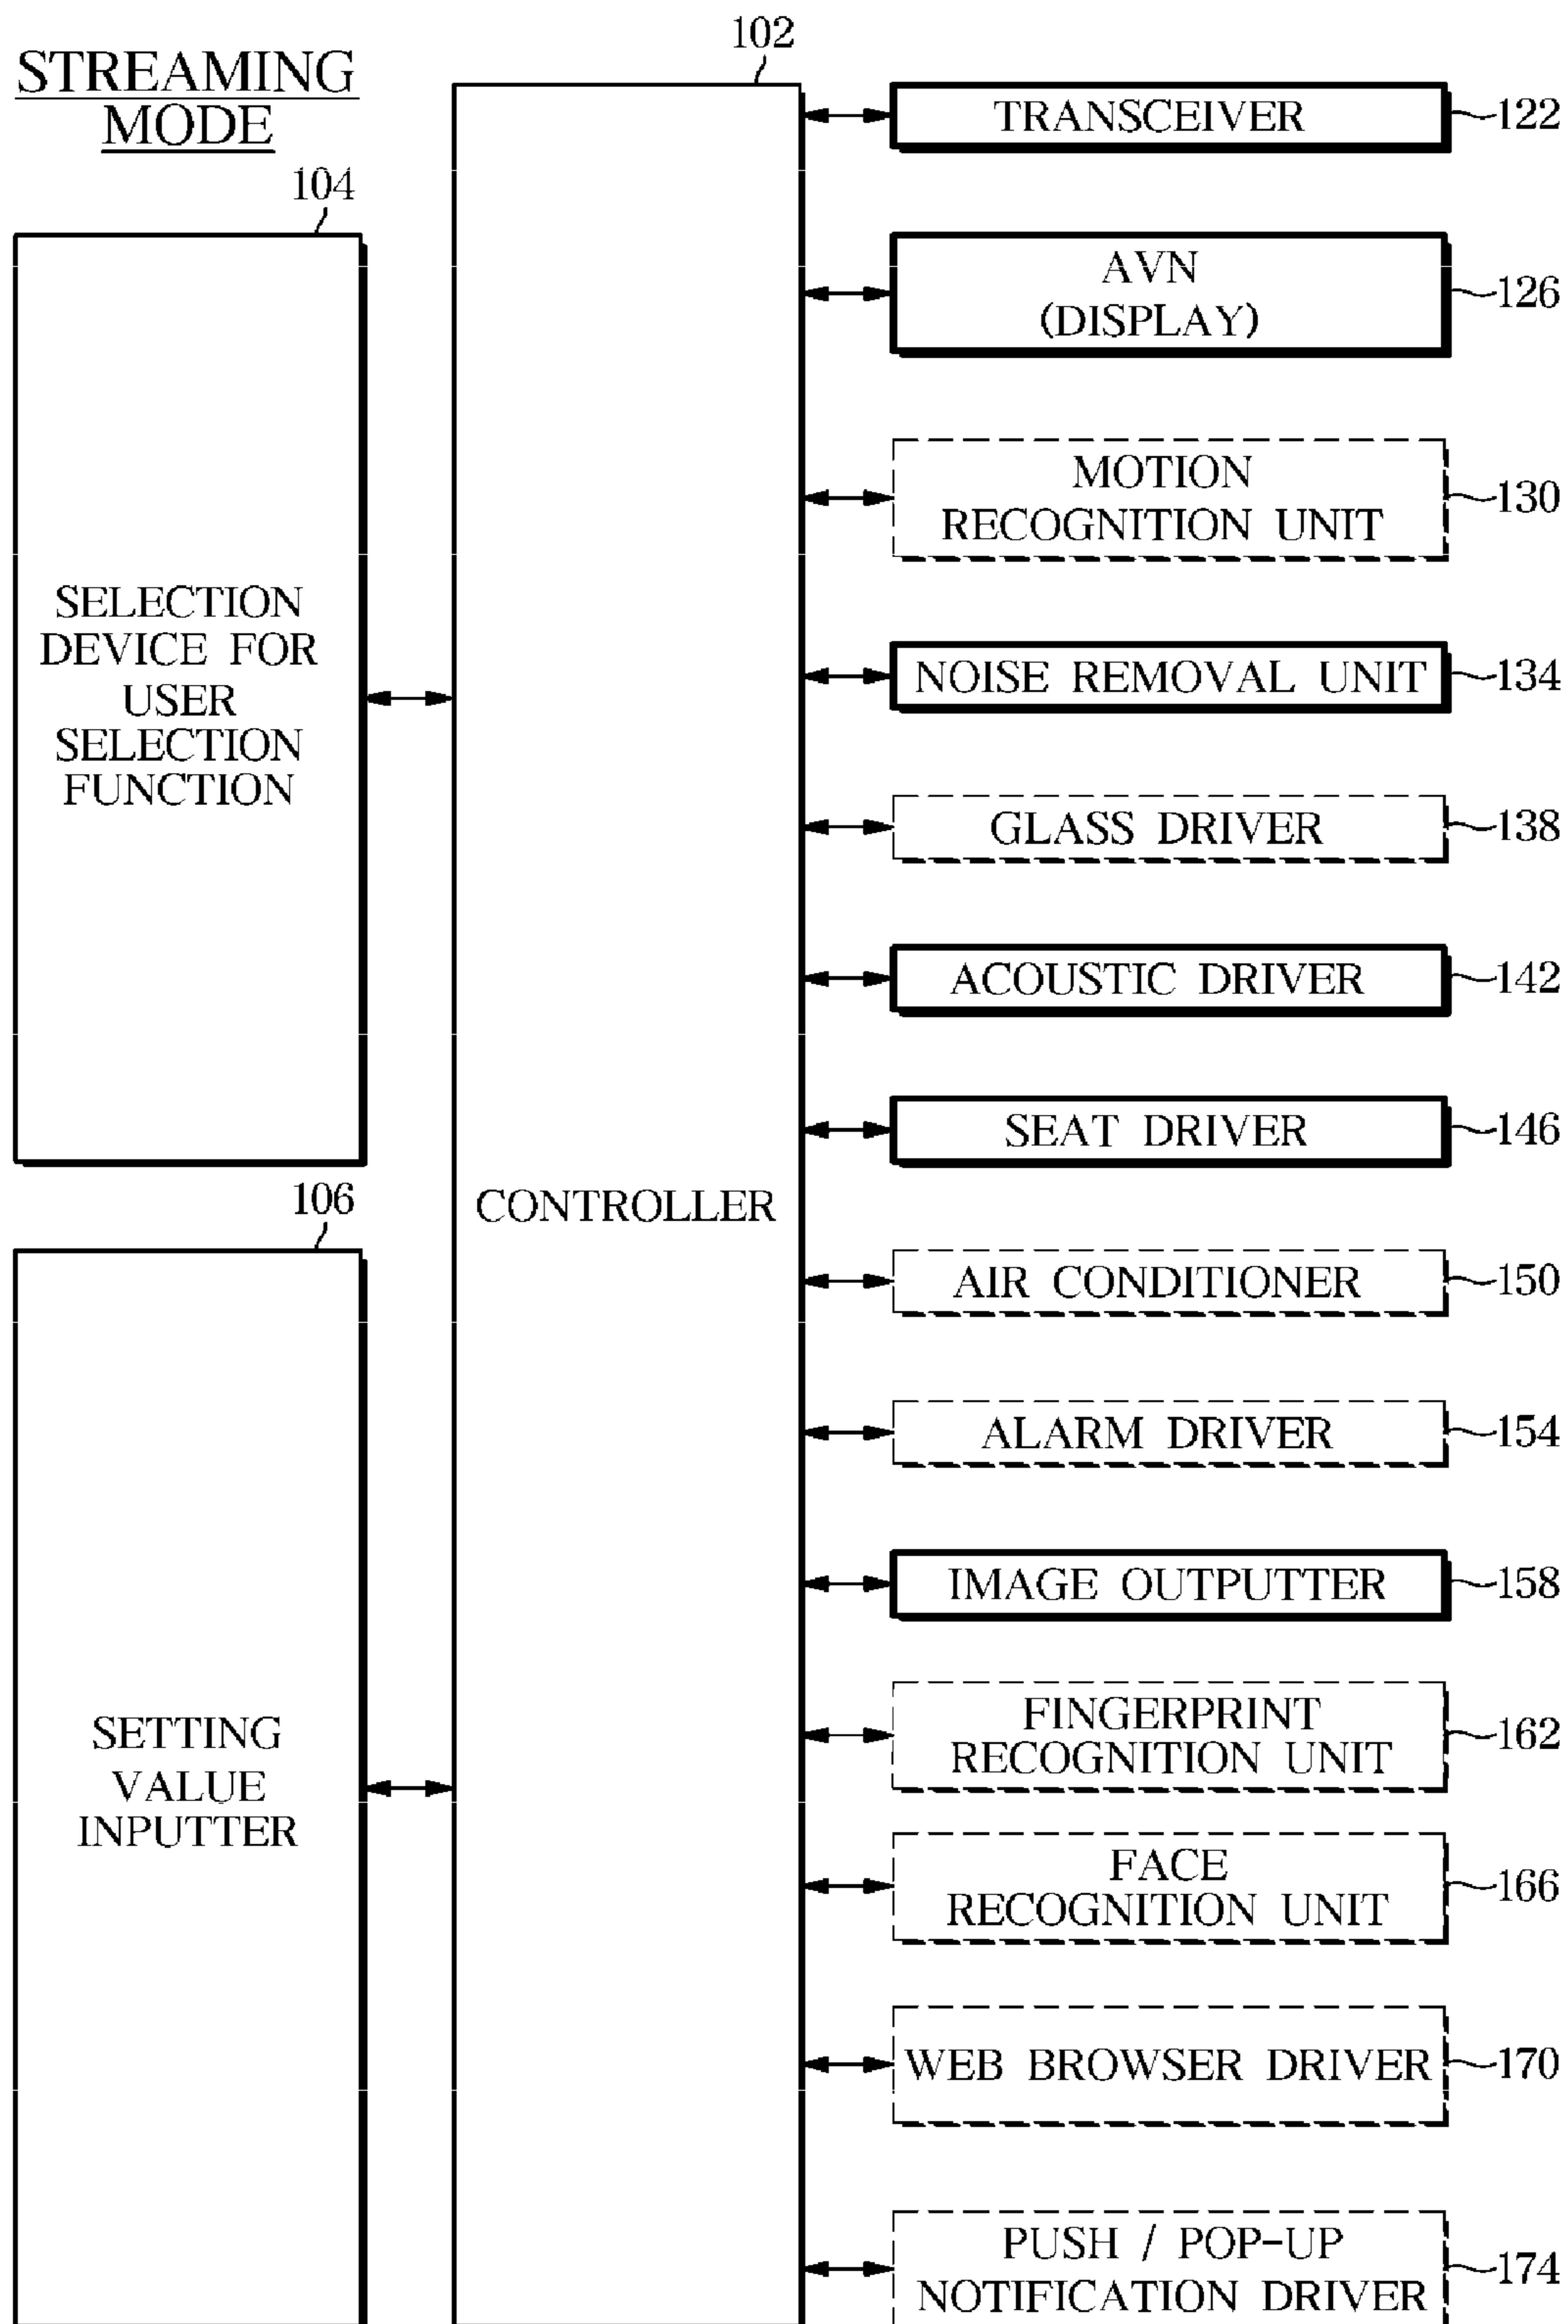 STREAMING
MODE
102
104
106
SELECTION
DEVICE FOR
USER
SELECTION
FUNCTION
SETTING
VALUE
INPUTTER
CONTROLLER
TRANSCEIVER
122
AVN
(DISPLAY)
126
MOTION
RECOGNITION UNIT
130
NOISE REMOVAL UNIT
134
GLASS DRIVER
138
ACOUSTIC DRIVER
142
SEAT DRIVER
146
AIR CONDITIONER
150
ALARM DRIVER
154
IMAGE OUTPUTTER
158
FINGERPRINT
RECOGNITION UNIT
162
FACE
RECOGNITION UNIT
166
WEB BROWSER DRIVER
170
PUSH / POP-UP
NOTIFICATION DRIVER
174